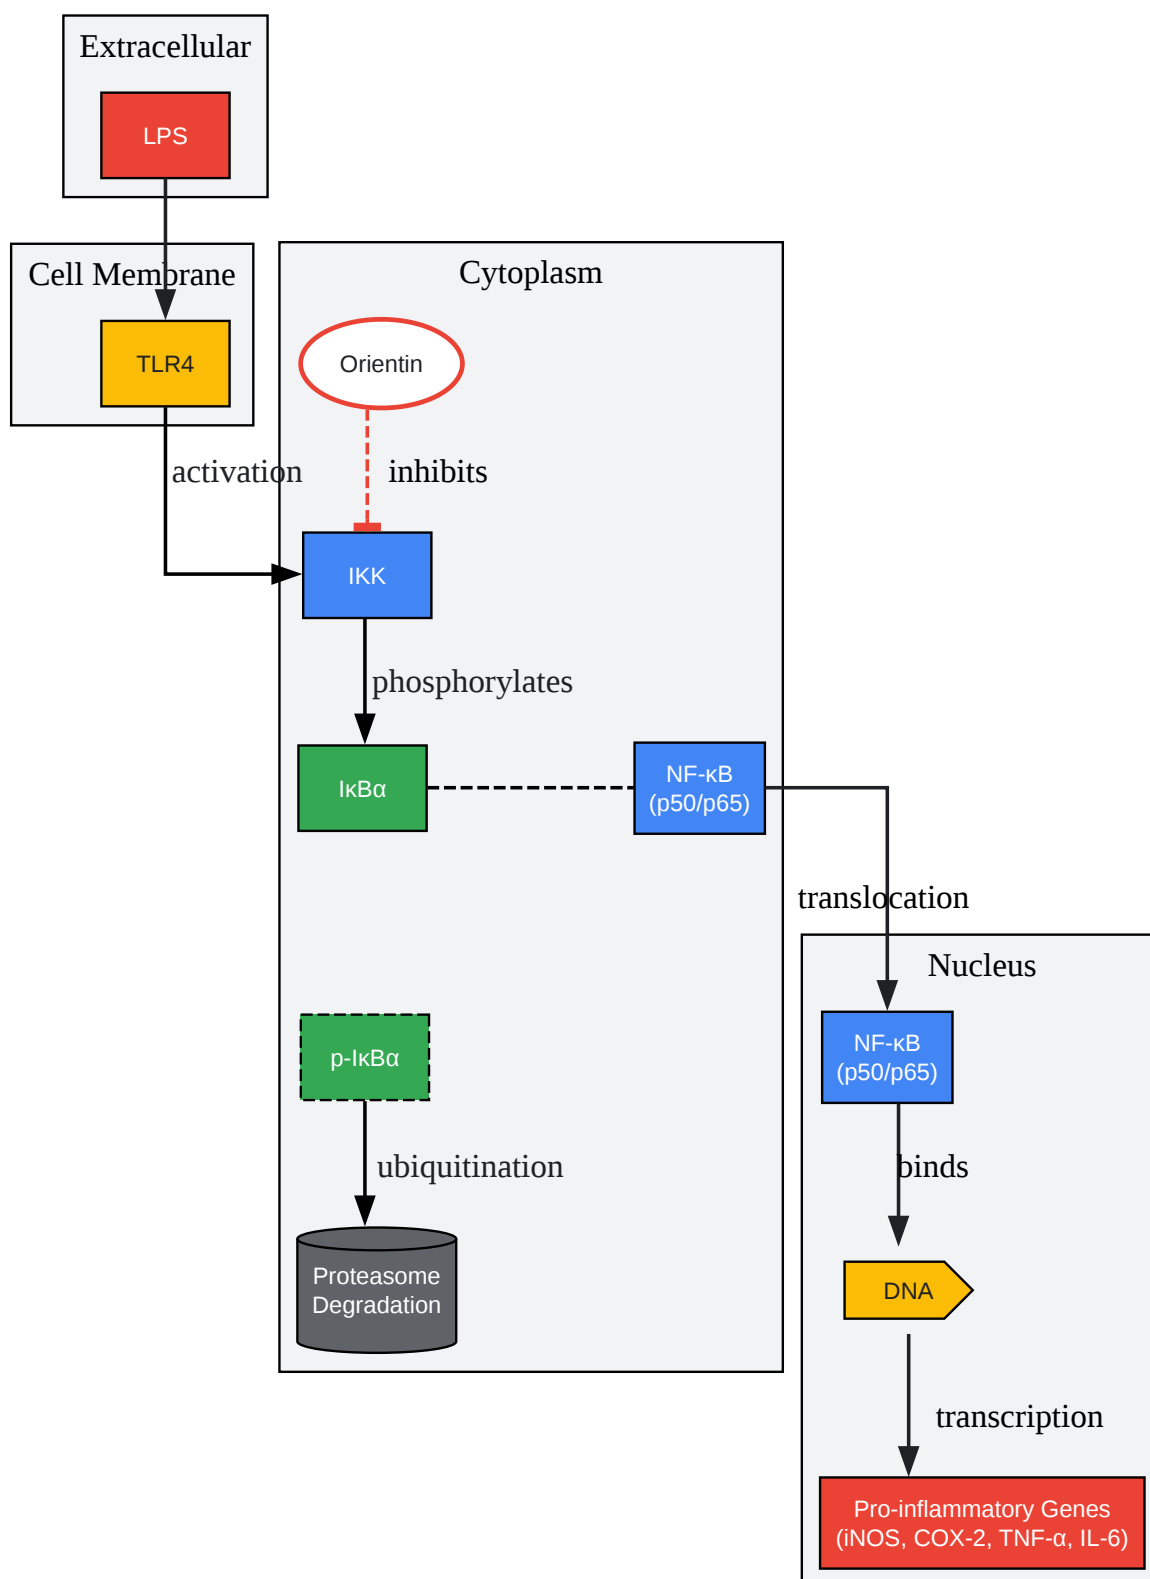 Extracellular
LPS
Cell Membrane
TLR4
activation
Cytoplasm
Orientin
inhibits
IKK
phosphorylates
IκBα
NF-κB
(p50/p65)
translocation
p-IκBα
ubiquitination
Proteasome
Degradation
Nucleus
NF-κB
(p50/p65)
binds
DNA
transcription
Pro-inflammatory Genes
(iNOS, COX-2, TNF-α, IL-6)